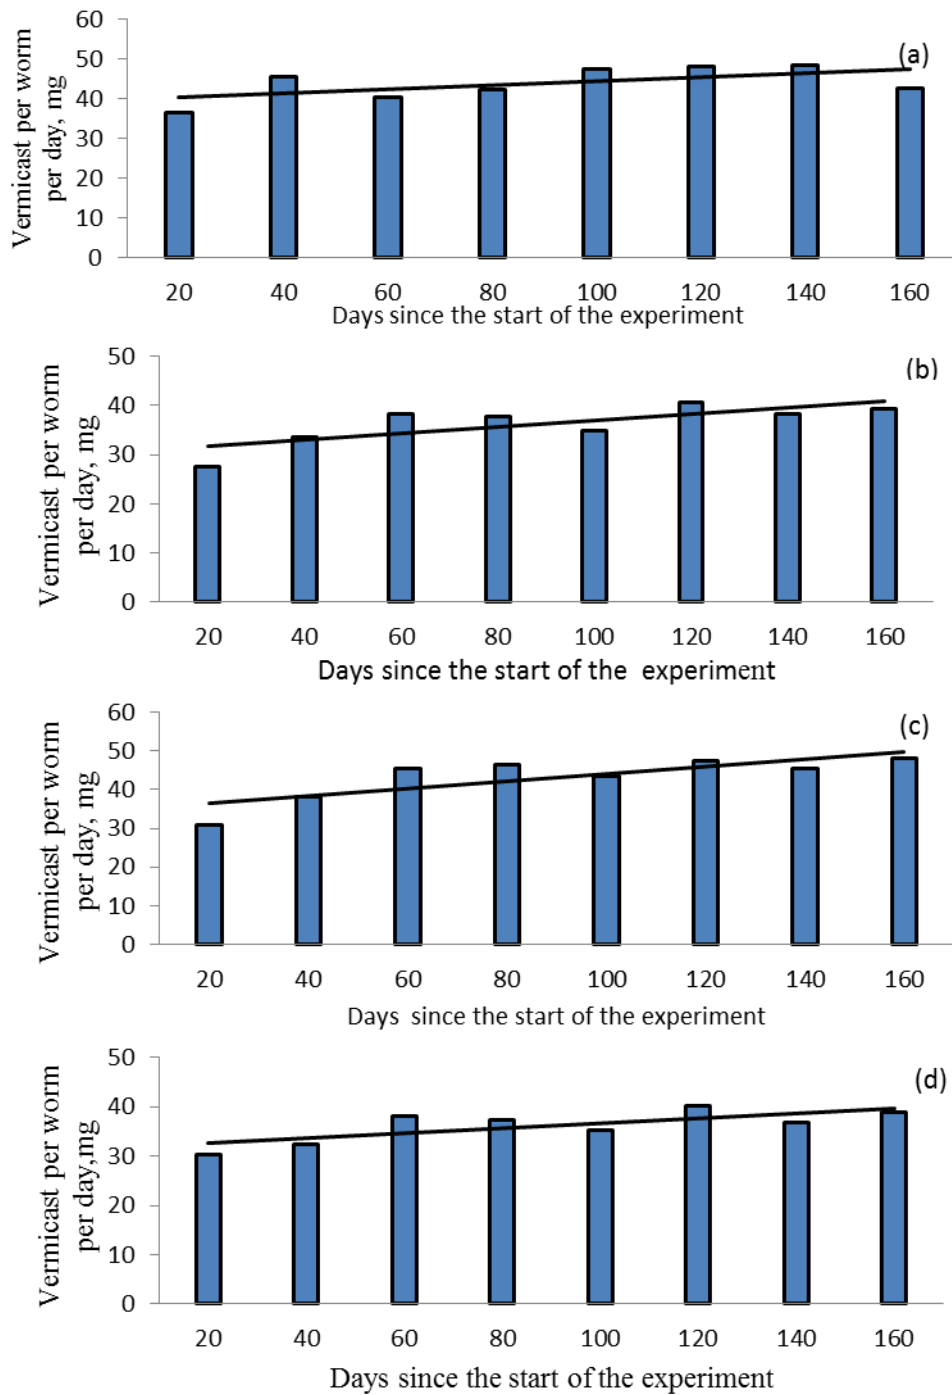 (a)
Vermicast per worm
per day, mg
60
50
40
30
20
10
0
20 40 60 80 100 120 140 160
Days since the start of the experiment
(b)
Vermicast per worm
per day, mg
50
40
30
20
10
0
20 40 60 80 100 120 140 160
Days since the start of the experiment
(c)
Vermicast per worm
per day, mg
60
50
40
30
20
10
0
20 40 60 80 100 120 140 160
Days since the start of the experiment
(d)
Vermicast per worm
per day,mg
50
40
30
20
10
0
20 40 60 80 100 120 140 160
Days since the start of the experiment